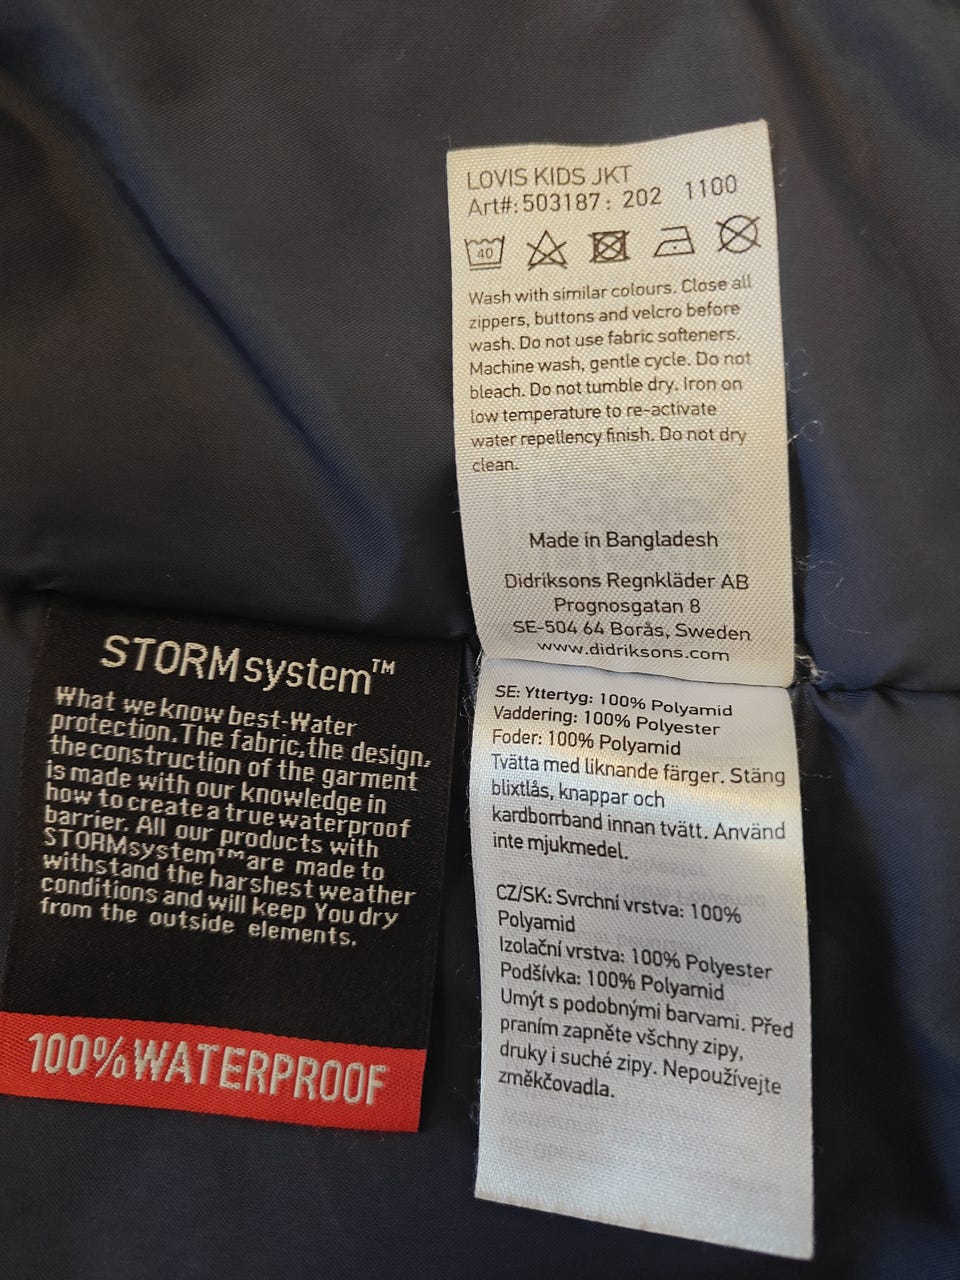 LOVIS KIDS JKT
Art#: 503187 : 202 1100
40
Wash with similar colours. Close all
zippers, buttons and velcro before
wash. Do not use fabric softeners.
Machine wash, gentle cycle. Do not
bleach. Do not tumble dry. Iron on
low temperature to re-activate
water repellency finish. Do not dry
clean.
Made in Bangladesh
Didriksons Regnkläder AB
Prognosgatan 8
SE-504 64 Borås, Sweden
www.didriksons.com
SE: Yttertyg: 100% Polyamid
Vaddering: 100% Polyester
Foder: 100% Polyamid
Tvätta med liknande färger. Stäng
blixtlås, knappar och
kardborrband innan tvätt. Använd
inte mjukmedel.
CZ/SK: Svrchní vrstva: 100%
Polyamid
Izolační vrstva: 100% Polyester
Podšívka: 100% Polyamid
Umýt s podobnými barvami. Před
praním zapněte všchny zipy,
druky i suché zipy. Nepoužívejte
změkčovadla.
STORMsystem™
What we know best-Water
protection. The fabric, the design,
the construction of the garment
is made with our knowledge in
how to create a true waterproof
barrier. All our products with
STORMsystem™ are made to
withstand the harshest weather
conditions and will keep You dry
from the outside elements.
100% WATERPROOF